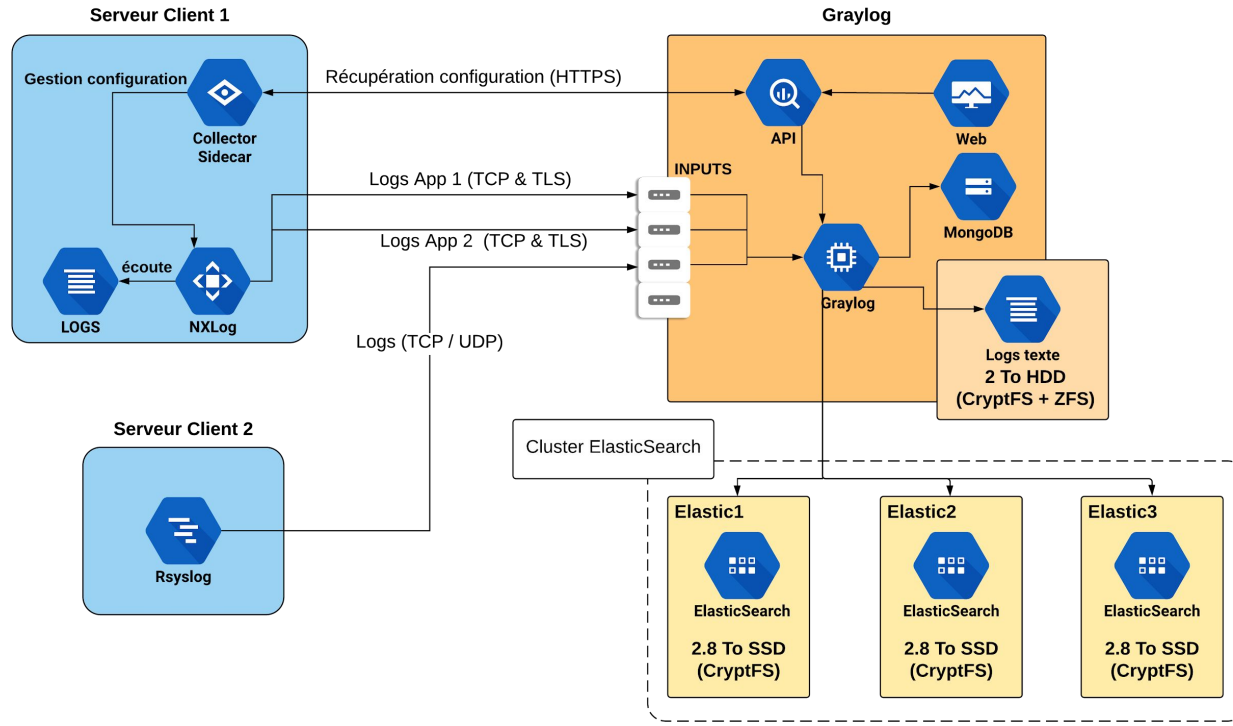 Serveur Client 1
Graylog
Gestion configuration
Récupération configuration (HTTPS)
Collector
Sidecar
API
Web
INPUTS
Logs App 1 (TCP & TLS)
Logs App 2 (TCP & TLS)
MongoDB
écoute
LOGS
NXLog
Graylog
Logs (TCP / UDP)
Logs texte
2 To HDD
(CryptFS + ZFS)
Serveur Client 2
Cluster ElasticSearch
Rsyslog
Elastic1
Elastic2
Elastic3
ElasticSearch
ElasticSearch
ElasticSearch
2.8 To SSD
(CryptFS)
2.8 To SSD
(CryptFS)
2.8 To SSD
(CryptFS)